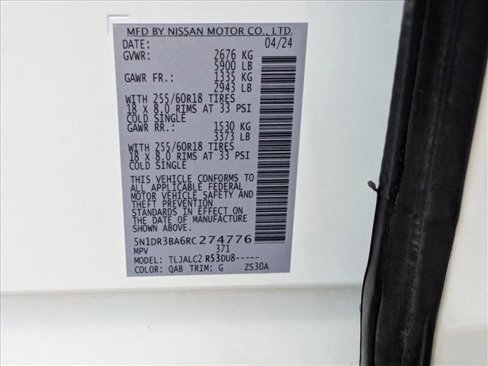 MFD BY NISSAN MOTOR CO., LTD.
DATE: 04/24
GVWR: 2676 KG
5900 LB
GAWR FR.: 1335 KG
2943 LB
WITH 255/60R18 TIRES
18 X 8.0 RIMS AT 33 PSI
COLD SINGLE
GAWR RR.: 1530 KG
3373 LB
WITH 255/60R18 TIRES
18 X 8.0 RIMS AT 33 PSI
COLD SINGLE
THIS VEHICLE CONFORMS TO
ALL APPLICABLE FEDERAL
MOTOR VEHICLE SAFETY
AND THEFT PREVENTION
STANDARDS IN EFFECT ON
THE DATE OF MANUFACTURE
SHOWN ABOVE.
5N1DR3BA6RC274776
MPV 371
MODEL: TLJALC2 R53DU8-----
COLOR: QAB TRIM: G ZS30A